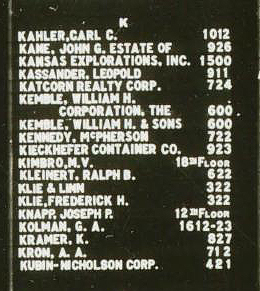 K
KAHLER, CARL C. 1012
KANE, JOHN G. ESTATE OF 926
KANSAS EXPLORATIONS, INC. 1500
KASSANDER, LEOPOLD 911
KATCORN REALTY CORP. 724
KEMBLE, WILLIAM H.
CORPORATION, THE 600
KEMBLE, WILLIAM H. & SONS 600
KENNEDY, McPHERSON 722
KIECKHEFER CONTAINER CO. 923
KIMBRO, M.V. 18TH FLOOR
KLEINERT, RALPH B. 622
KLIE & LINN 322
KLIE, FREDERICK H. 322
KNAPP, JOSEPH P. 12TH FLOOR
KOLMAN, G. A. 1612-23
KRAMER, K. 827
KRON, A. A. 712
KUBIN-NICHOLSON CORP. 421